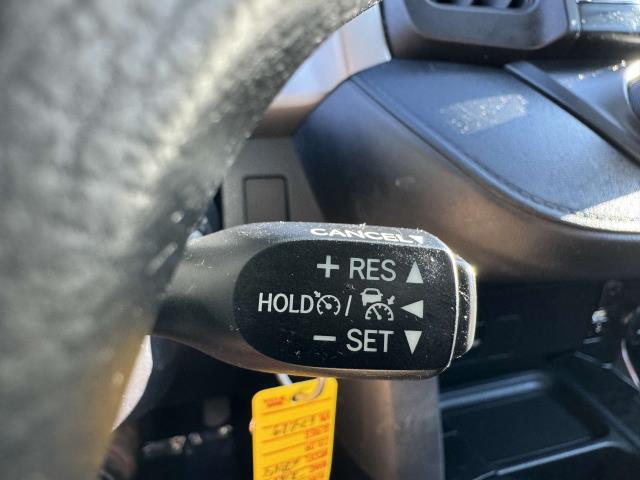 CANCEL
+ RES ▲
HOLD / ◀
− SET ▼